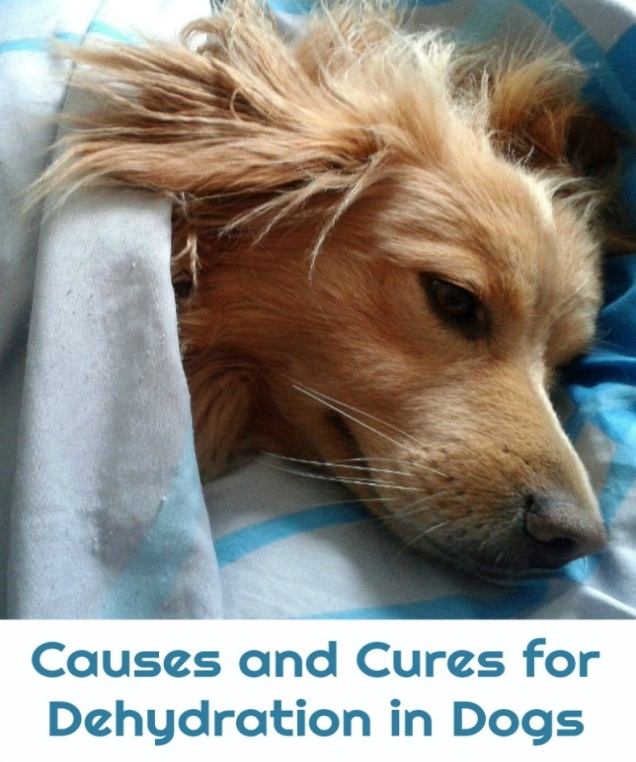 Causes and Cures for
Dehydration in Dogs